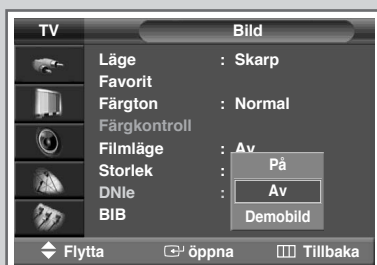 TV Bild
Läge : Skarp
Favorit
Färgton : Normal
Färgkontroll
Filmläge : Av
Storlek :
På
DNIe :
Av
BIB
Demobild
Flytta öppna Tillbaka